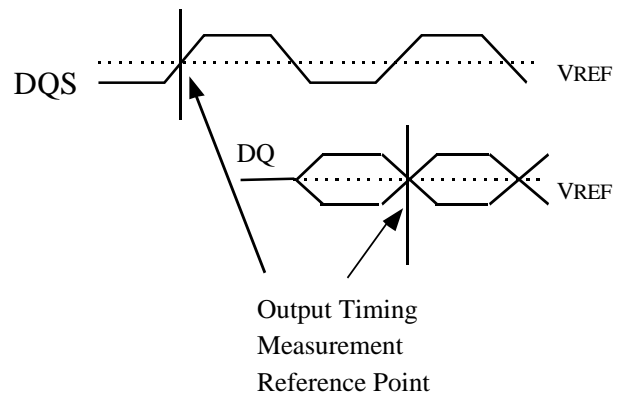 DQS
VREF
DQ
VREF
Output Timing
Measurement
Reference Point